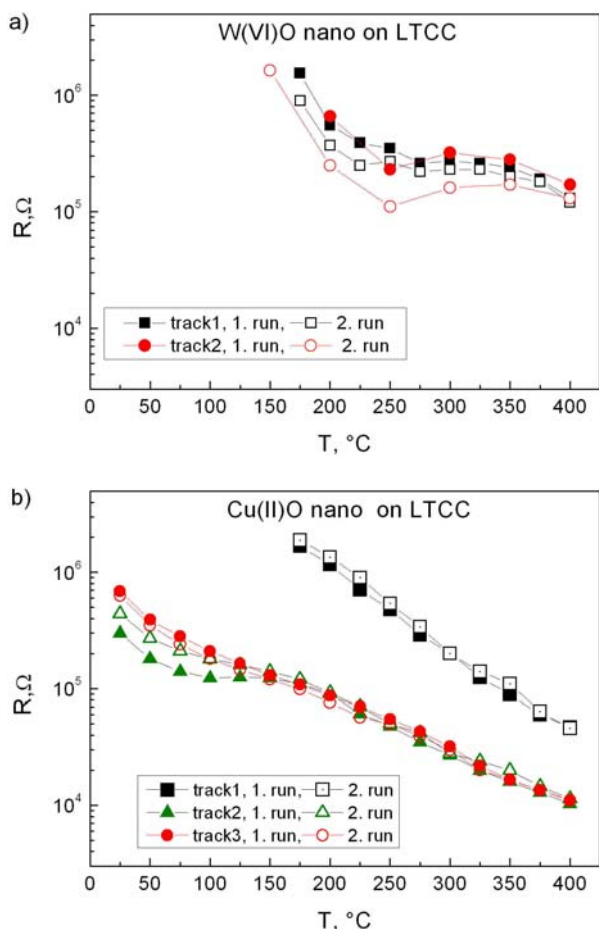 a)
W(VI)O nano on LTCC
10^6
10^5
10^4
R,Ω
track1, 1. run, 2. run
track2, 1. run, 2. run
0 50 100 150 200 250 300 350 400
T, °C
b)
Cu(II)O nano on LTCC
10^6
10^5
10^4
R,Ω
track1, 1. run, 2. run
track2, 1. run, 2. run
track3, 1. run, 2. run
0 50 100 150 200 250 300 350 400
T, °C